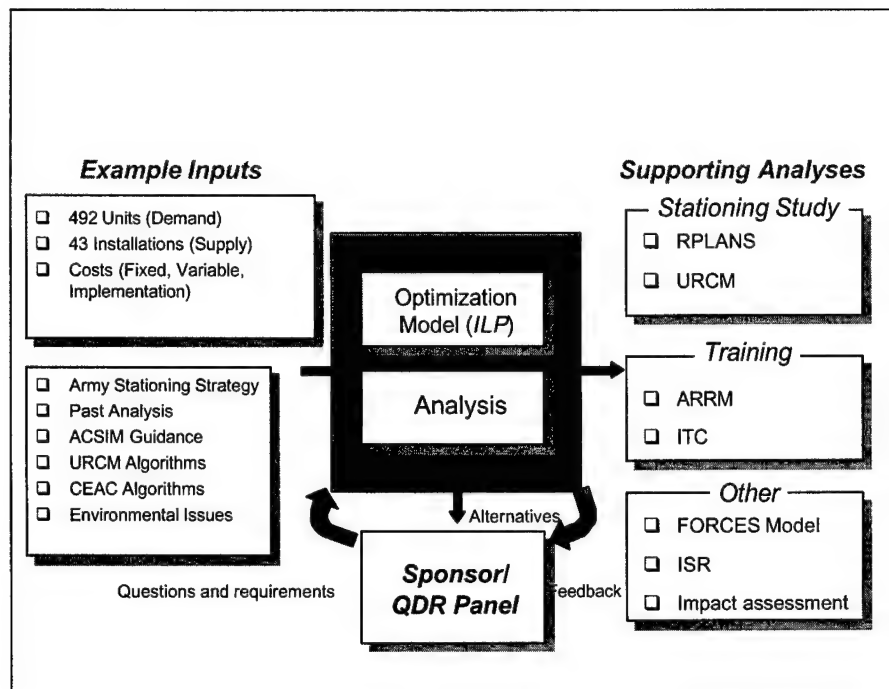 Example Inputs
492 Units (Demand)
43 Installations (Supply)
Costs (Fixed, Variable,
Implementation)
Army Stationing Strategy
Past Analysis
ACSIM Guidance
URCM Algorithms
CEAC Algorithms
Environmental Issues
Optimization
Model (ILP)
Analysis
Alternatives
Questions and requirements
Sponsor/
QDR Panel
Feedback
Supporting Analyses
Stationing Study
RPLANS
URCM
Training
ARRM
ITC
Other
FORCES Model
ISR
Impact assessment